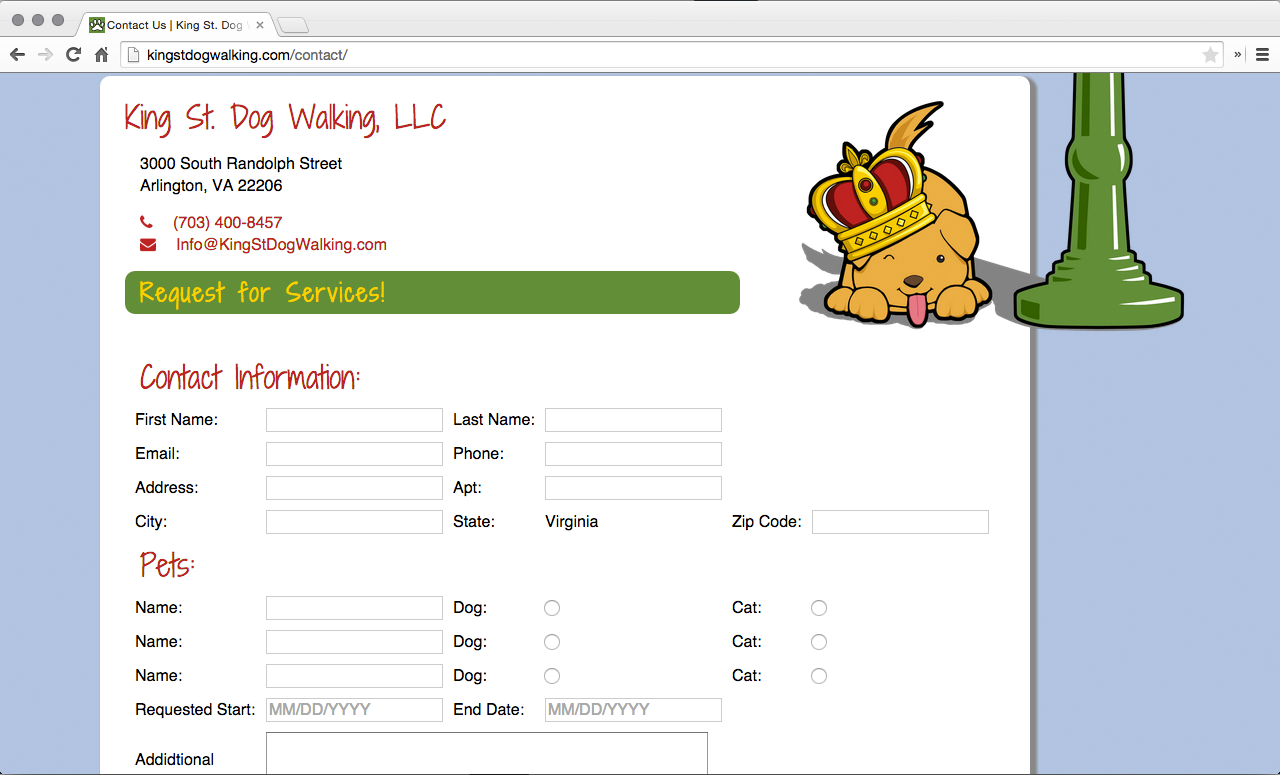 Contact Us | King St. Dog
kingstdogwalking.com/contact/
»
King St. Dog Walking, LLC
3000 South Randolph Street
Arlington, VA 22206
(703) 400-8457
Info@KingStDogWalking.com
Request for Services!
Contact Information:
First Name: Last Name:
Email: Phone:
Address: Apt:
City: State: Virginia Zip Code:
Pets:
Name: Dog: Cat:
Name: Dog: Cat:
Name: Dog: Cat:
Requested Start: MM/DD/YYYY End Date: MM/DD/YYYY
Addidtional